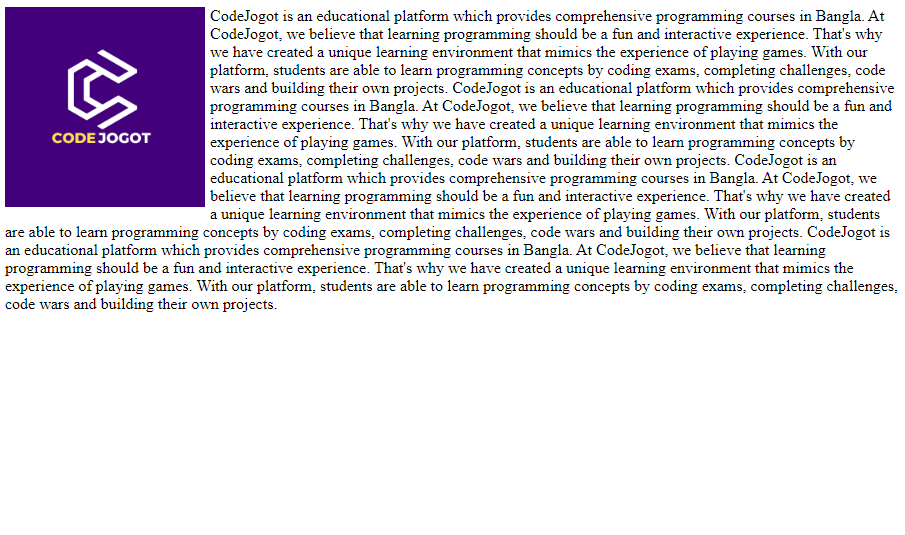 CODE JOGOT
CodeJogot is an educational platform which provides comprehensive programming courses in Bangla. At
CodeJogot, we believe that learning programming should be a fun and interactive experience. That's why
we have created a unique learning environment that mimics the experience of playing games. With our
platform, students are able to learn programming concepts by coding exams, completing challenges, code
wars and building their own projects. CodeJogot is an educational platform which provides comprehensive
programming courses in Bangla. At CodeJogot, we believe that learning programming should be a fun and
interactive experience. That's why we have created a unique learning environment that mimics the
experience of playing games. With our platform, students are able to learn programming concepts by
coding exams, completing challenges, code wars and building their own projects. CodeJogot is an
educational platform which provides comprehensive programming courses in Bangla. At CodeJogot, we
believe that learning programming should be a fun and interactive experience. That's why we have created
a unique learning environment that mimics the experience of playing games. With our platform, students
are able to learn programming concepts by coding exams, completing challenges, code wars and building their own projects. CodeJogot is
an educational platform which provides comprehensive programming courses in Bangla. At CodeJogot, we believe that learning
programming should be a fun and interactive experience. That's why we have created a unique learning environment that mimics the
experience of playing games. With our platform, students are able to learn programming concepts by coding exams, completing challenges,
code wars and building their own projects.